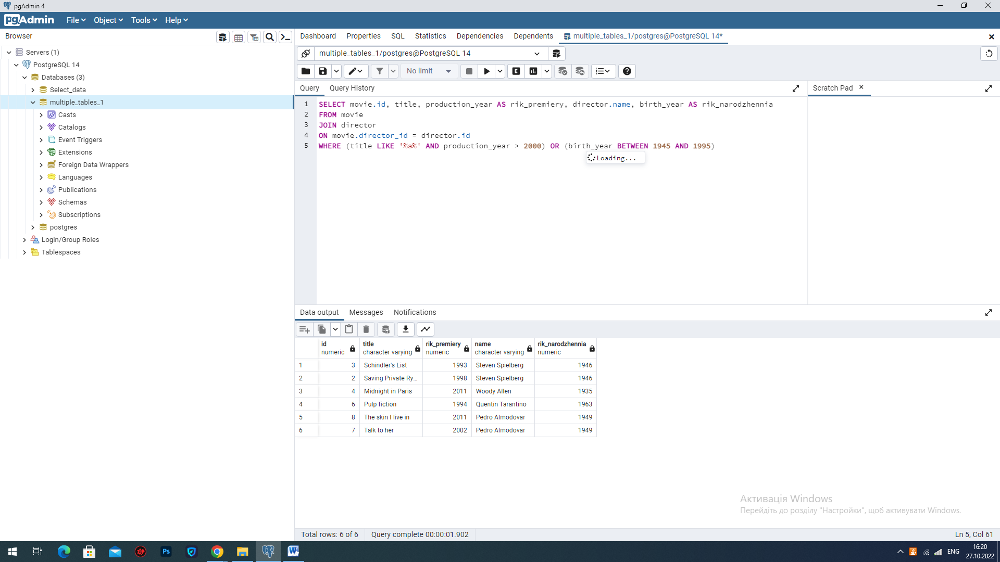 pgAdmin 4
pgAdmin File Object Tools Help
Browser
Dashboard Properties SQL Statistics Dependencies Dependents multiple_tables_1/postgres@PostgreSQL 14*
Servers (1)
PostgreSQL 14
Databases (3)
Select_data
multiple_tables_1
Casts
Catalogs
Event Triggers
Extensions
Foreign Data Wrappers
Languages
Publications
Schemas
Subscriptions
postgres
Login/Group Roles
Tablespaces
multiple_tables_1/postgres@PostgreSQL 14
No limit
E
Query Query History
Scratch Pad
1 SELECT movie.id, title, production_year AS rik_premiery, director.name, birth_year AS rik_narodzhennia
2 FROM movie
3 JOIN director
4 ON movie.director_id = director.id
5 WHERE (title LIKE '%a%' AND production_year > 2000) OR (birth_year BETWEEN 1945 AND 1995)
Loading...
Data output Messages Notifications
id title rik_premiery name rik_narodzhennia
numeric character varying numeric character varying numeric
1 3 Schindler's List 1993 Steven Spielberg 1946
2 2 Saving Private Ry... 1998 Steven Spielberg 1946
3 4 Midnight in Paris 2011 Woody Allen 1935
4 6 Pulp fiction 1994 Quentin Tarantino 1963
5 8 The skin I live in 2011 Pedro Almodovar 1949
6 7 Talk to her 2002 Pedro Almodovar 1949
Активація Windows
Перейдіть до розділу "Настройки", щоб активувати Windows.
Total rows: 6 of 6 Query complete 00:00:01.902 Ln 5, Col 61
Ps W ENG 16:20
27.10.2022